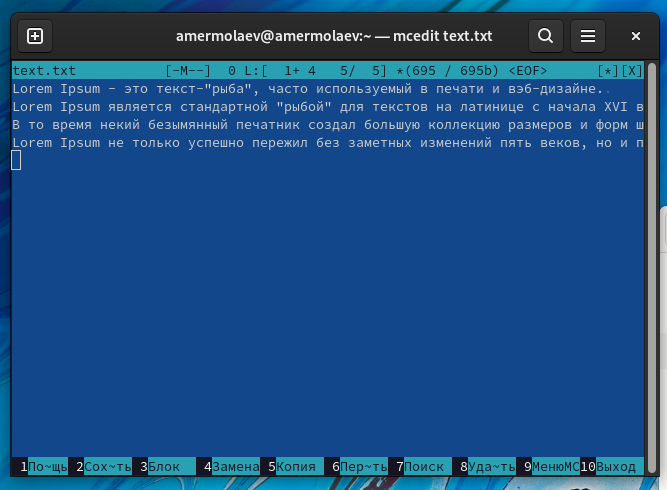 amermolaev@amermolaev:~ — mcedit text.txt
text.txt [-M--] 0 L:[ 1+ 4 5/ 5] *(695 / 695b) <EOF> [*][X]
Lorem Ipsum - это текст-"рыба", часто используемый в печати и вэб-дизайне..
Lorem Ipsum является стандартной "рыбой" для текстов на латинице с начала XVI в
В то время некий безымянный печатник создал большую коллекцию размеров и форм ш
Lorem Ipsum не только успешно пережил без заметных изменений пять веков, но и п
1По~щь 2Сох~ть 3Блок 4Замена 5Копия 6Пер~ть 7Поиск 8Уда~ть 9МенюMC 10Выход